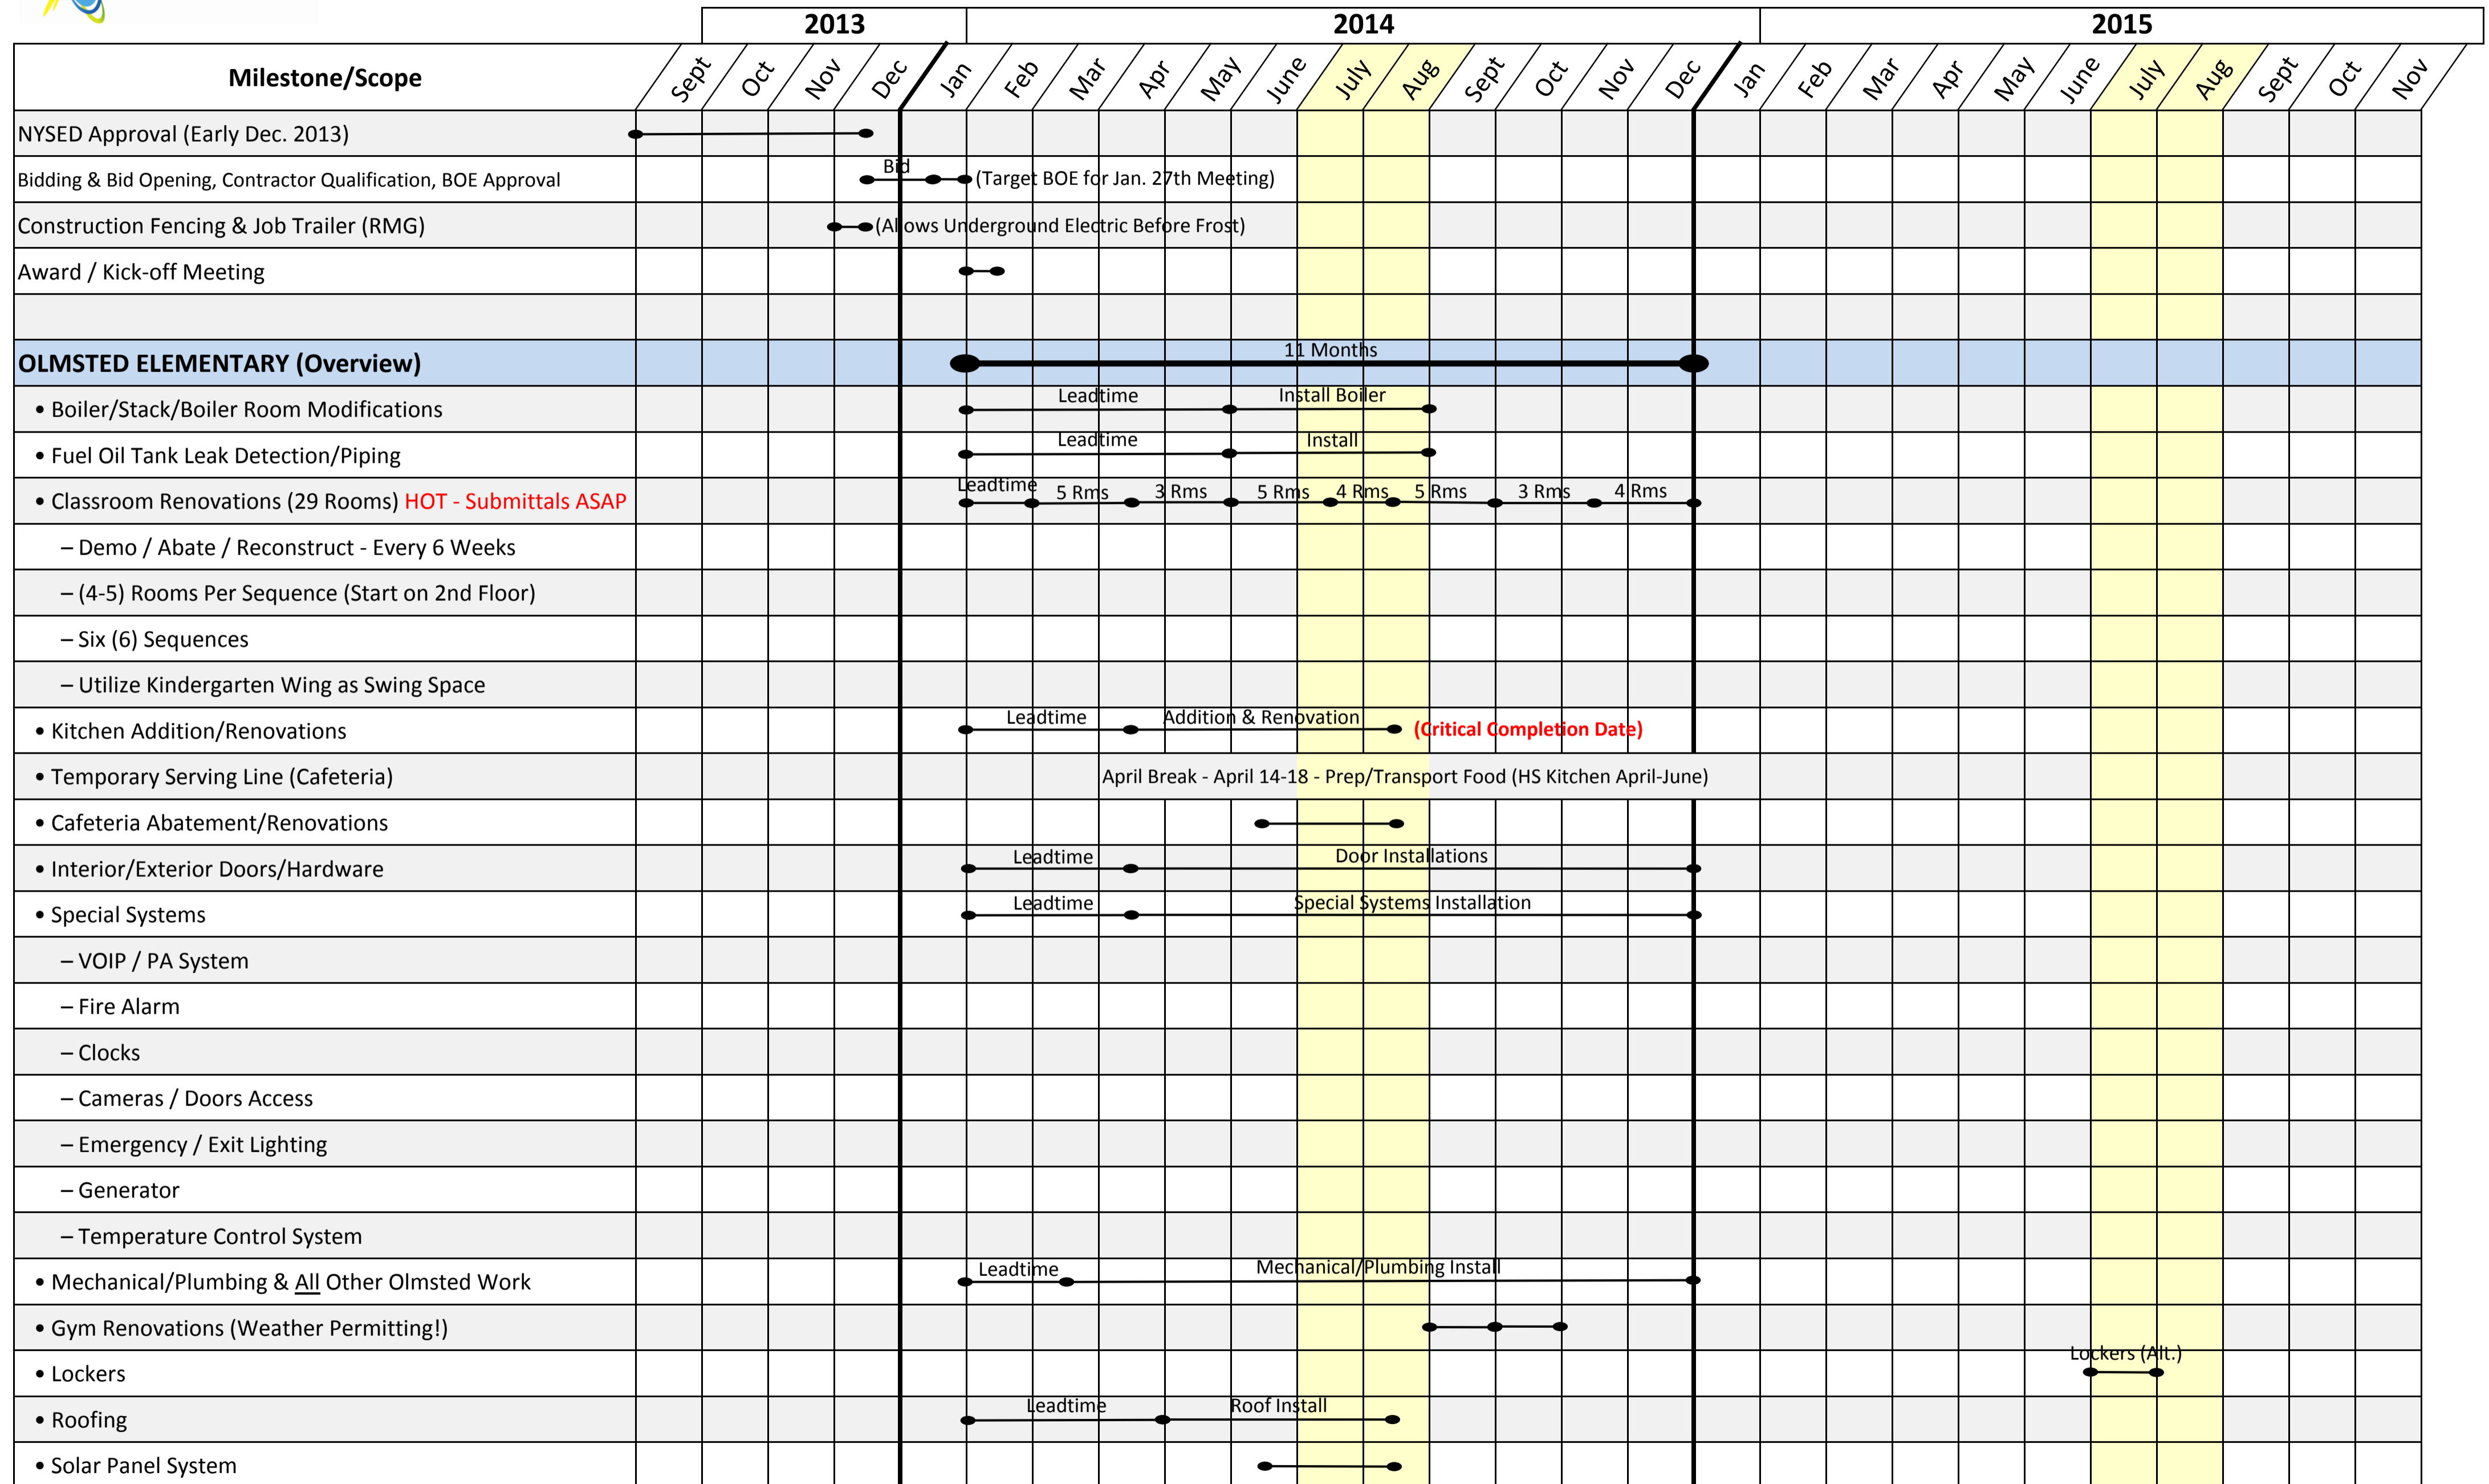 2013 2014 2015
Milestone/Scope Sept Oct Nov Dec Jan Feb Mar Apr May June July Aug Sept Oct Nov Dec Jan Feb Mar Apr May June July Aug Sept Oct Nov
NYSED Approval (Early Dec. 2013)
Bidding & Bid Opening, Contractor Qualification, BOE Approval Bid (Target BOE for Jan. 27th Meeting)
Construction Fencing & Job Trailer (RMG) (Allows Underground Electric Before Frost)
Award / Kick-off Meeting
OLMSTED ELEMENTARY (Overview) 11 Months
• Boiler/Stack/Boiler Room Modifications Leadtime Install Boiler
• Fuel Oil Tank Leak Detection/Piping Leadtime Install
• Classroom Renovations (29 Rooms) HOT - Submittals ASAP Leadtime 5 Rms 3 Rms 5 Rms 4 Rms 5 Rms 3 Rms 4 Rms
– Demo / Abate / Reconstruct - Every 6 Weeks
– (4-5) Rooms Per Sequence (Start on 2nd Floor)
– Six (6) Sequences
– Utilize Kindergarten Wing as Swing Space
• Kitchen Addition/Renovations Leadtime Addition & Renovation (Critical Completion Date)
• Temporary Serving Line (Cafeteria) April Break - April 14-18 - Prep/Transport Food (HS Kitchen April-June)
• Cafeteria Abatement/Renovations
• Interior/Exterior Doors/Hardware Leadtime Door Installations
• Special Systems Leadtime Special Systems Installation
– VOIP / PA System
– Fire Alarm
– Clocks
– Cameras / Doors Access
– Emergency / Exit Lighting
– Generator
– Temperature Control System
• Mechanical/Plumbing & All Other Olmsted Work Leadtime Mechanical/Plumbing Install
• Gym Renovations (Weather Permitting!)
• Lockers Lockers (Alt.)
• Roofing Leadtime Roof Install
• Solar Panel System